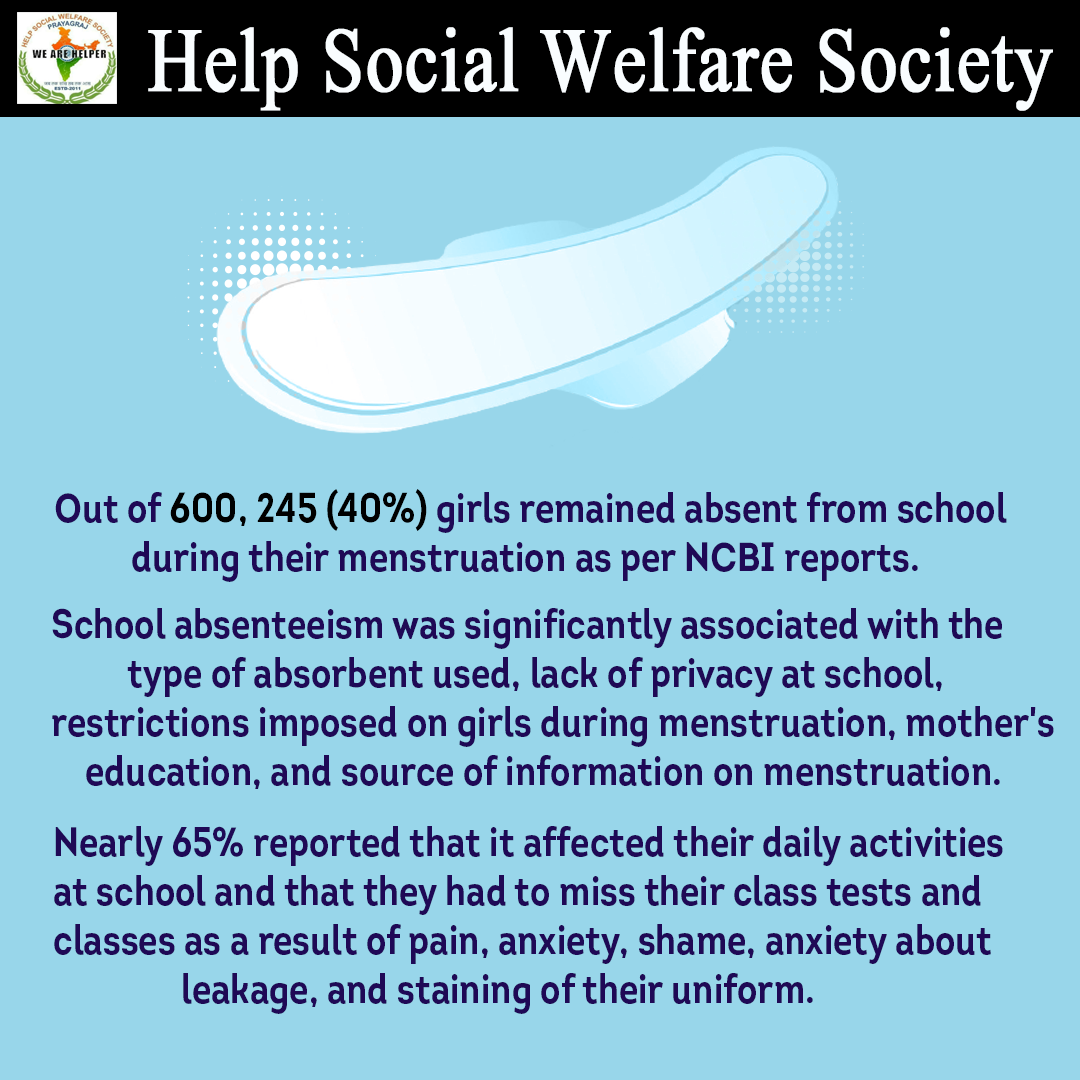 HELP SOCIAL WELFARE SOCIETY
PRAYAGRAJ
WE ARE HELPER
ESTD-2011
Help Social Welfare Society
Out of 600, 245 (40%) girls remained absent from school
during their menstruation as per NCBI reports.
School absenteeism was significantly associated with the
type of absorbent used, lack of privacy at school,
restrictions imposed on girls during menstruation, mother's
education, and source of information on menstruation.
Nearly 65% reported that it affected their daily activities
at school and that they had to miss their class tests and
classes as a result of pain, anxiety, shame, anxiety about
leakage, and staining of their uniform.